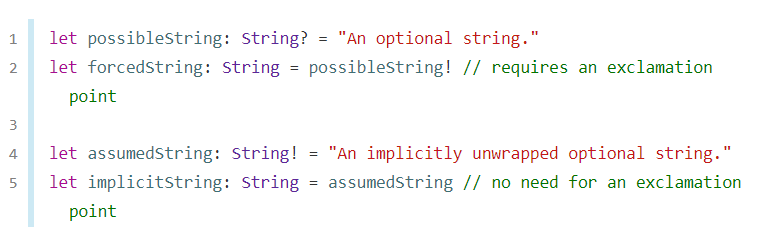 1 let possibleString: String? = "An optional string."
2 let forcedString: String = possibleString! // requires an exclamation
point
3
4 let assumedString: String! = "An implicitly unwrapped optional string."
5 let implicitString: String = assumedString // no need for an exclamation
point